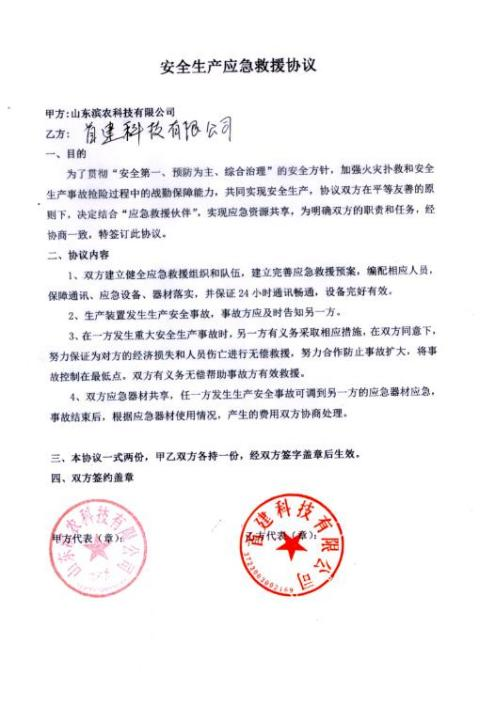 安全生产应急救援协议
甲方:山东滨农科技有限公司
乙方: 首建科技有限公司
一、目的
为了贯彻“安全第一、预防为主、综合治理”的安全方针，加强火灾扑救和安全
生产事故抢险过程中的战勤保障能力，共同实现安全生产，协议双方在平等友善的原
则下，决定结合“应急救援伙伴”，实现应急资源共享，为明确双方的职责和任务，经
协商一致，特签订此协议。
二、协议内容
1、双方建立健全应急救援组织和队伍，建立完善应急救援预案，编配相应人员，
保障通讯、应急设备、器材落实，并保证24小时通讯畅通，设备完好有效。
2、生产装置发生生产安全事故，事故方应及时告知另一方。
3、在一方发生重大安全生产事故时，另一方有义务采取相应措施，在双方同意下，
努力保证为对方的经济损失和人员伤亡进行无偿救援，努力合作防止事故扩大，将事
故控制在最低点。双方有义务无偿帮助事故方有效救援。
4、双方应急器材共享，任一方发生生产安全事故可调到另一方的应急器材应急，
事故结束后，根据应急器材使用情况，产生的费用双方协商处理。
三、本协议一式两份，甲乙双方各持一份，经双方签字盖章后生效。
四、双方签约盖章
甲方代表（章）:
山东滨农科技有限公司
乙方代表（章）:
首建科技有限公司
3723003002169